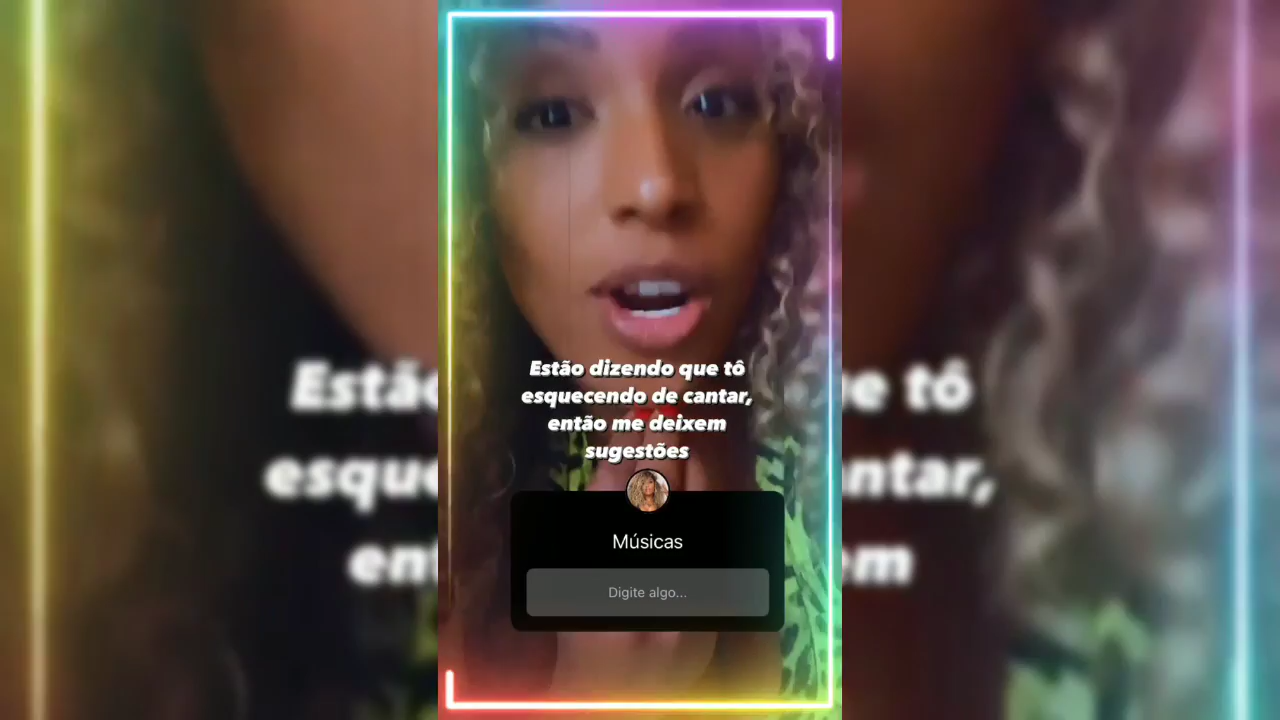 Estão dizendo que tô
esquecendo de cantar,
então me deixem
sugestões
Músicas
Digite algo...